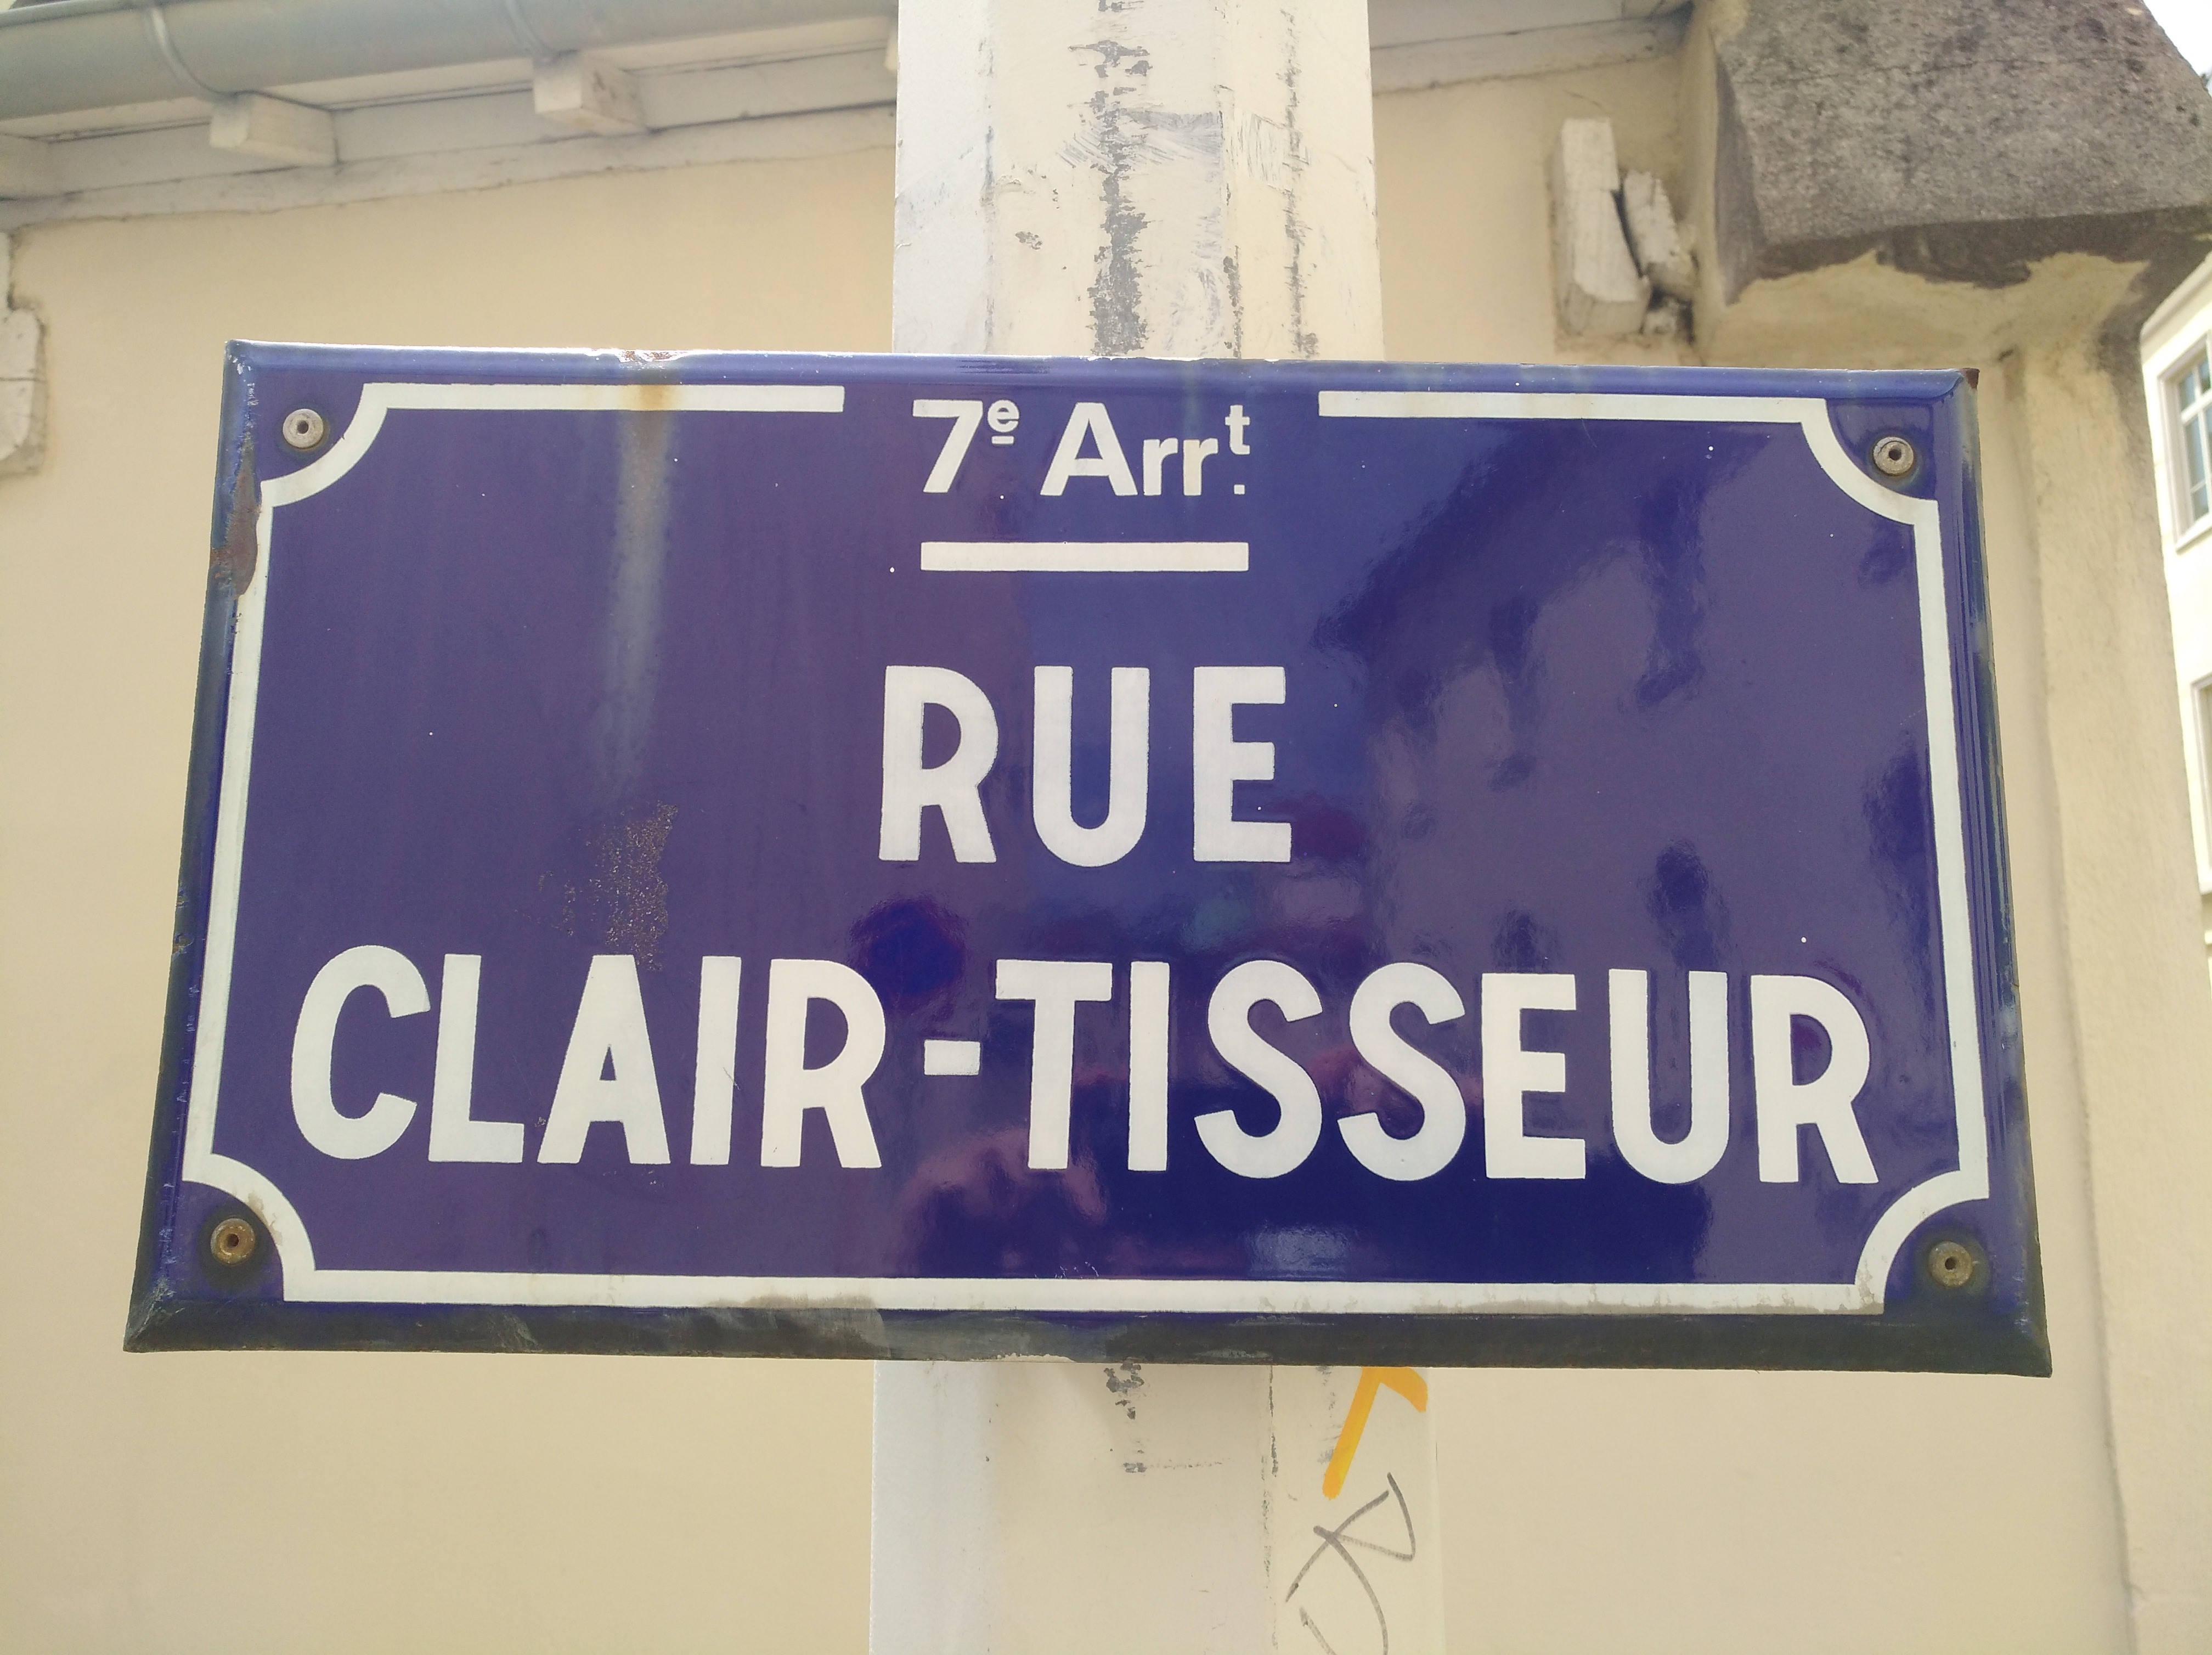 7e Arrt.
RUE
CLAIR-TISSEUR